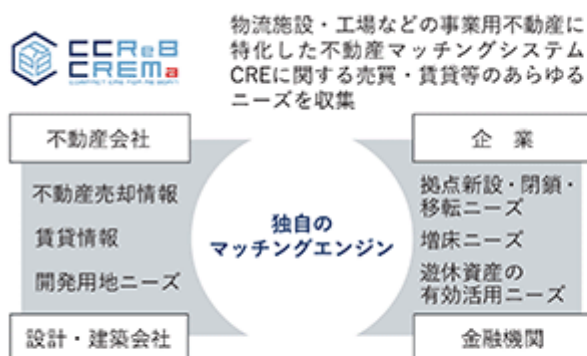 CCReB
CREMa
COMPACT CRE FOR RE BORN
物流施設・工場などの事業用不動産に
特化した不動産マッチングシステム
CREに関する売買・賃貸等のあらゆる
ニーズを収集
不動産会社
不動産売却情報
賃貸情報
開発用地ニーズ
設計・建築会社
独自の
マッチングエンジン
企 業
拠点新設・閉鎖・
移転ニーズ
増床ニーズ
遊休資産の
有効活用ニーズ
金融機関